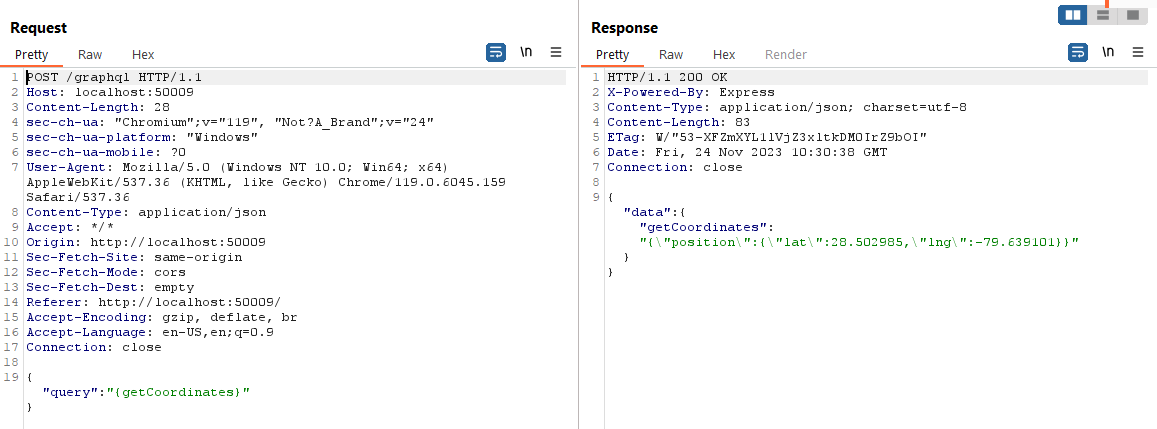 Request
Pretty Raw Hex
\n
1 POST /graphql HTTP/1.1
2 Host: localhost:50009
3 Content-Length: 28
4 sec-ch-ua: "Chromium";v="119", "Not?A_Brand";v="24"
5 sec-ch-ua-platform: "Windows"
6 sec-ch-ua-mobile: ?0
7 User-Agent: Mozilla/5.0 (Windows NT 10.0; Win64; x64)
AppleWebKit/537.36 (KHTML, like Gecko) Chrome/119.0.6045.159
Safari/537.36
8 Content-Type: application/json
9 Accept: */*
10 Origin: http://localhost:50009
11 Sec-Fetch-Site: same-origin
12 Sec-Fetch-Mode: cors
13 Sec-Fetch-Dest: empty
14 Referer: http://localhost:50009/
15 Accept-Encoding: gzip, deflate, br
16 Accept-Language: en-US,en;q=0.9
17 Connection: close
18
19 {
"query":"{getCoordinates}"
}
Response
Pretty Raw Hex Render
\n
1 HTTP/1.1 200 OK
2 X-Powered-By: Express
3 Content-Type: application/json; charset=utf-8
4 Content-Length: 83
5 ETag: W/"53-XFZmXYL1lVjZ3xltkDM0IrZ9bOI"
6 Date: Fri, 24 Nov 2023 10:30:38 GMT
7 Connection: close
8
9 {
"data":{
"getCoordinates":
"{\"position\":{\"lat\":28.502985,\"lng\":-79.639101}}"
}
}